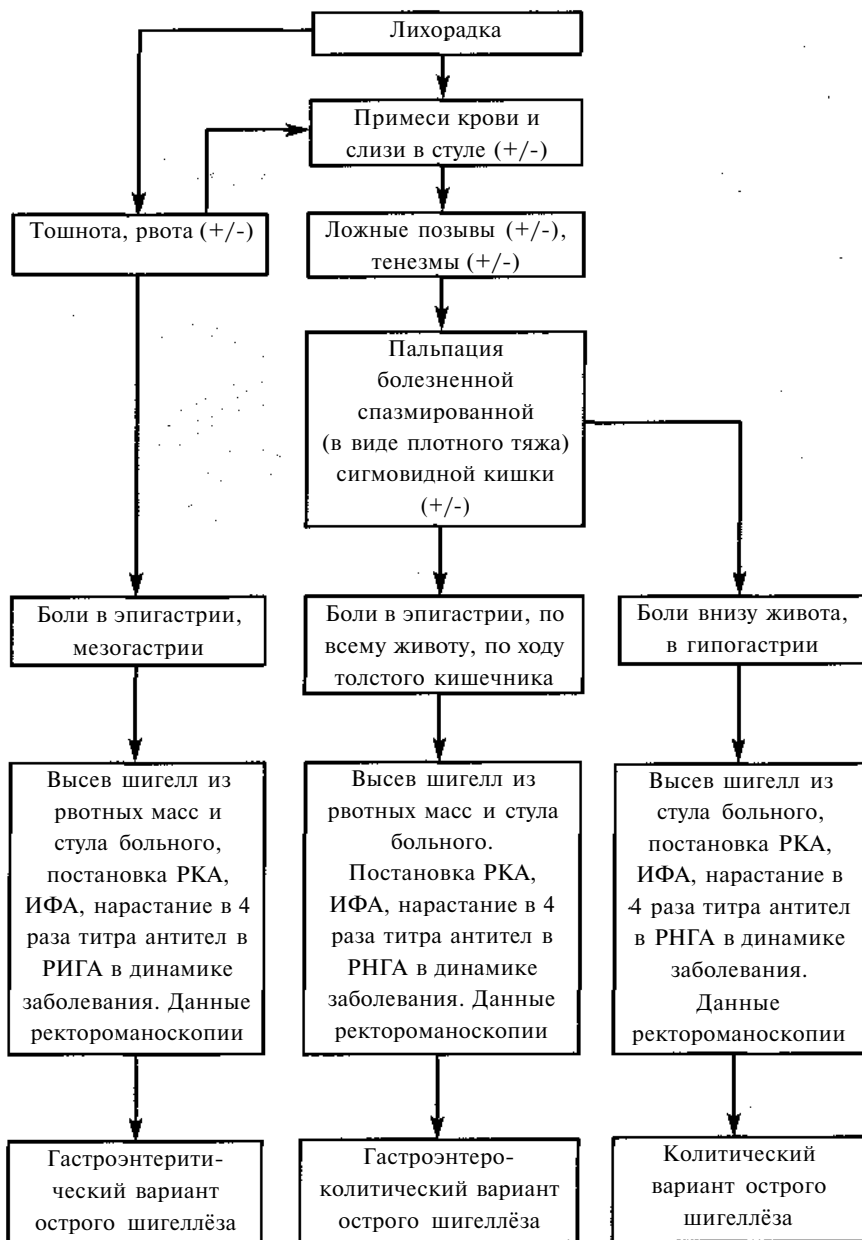 Лихорадка
Примеси крови и
слизи в стуле (+/-)
Тошнота, рвота (+/-)
Ложные позывы (+/-),
тенезмы (+/-)
Пальпация
болезненной
спазмированной
(в виде плотного тяжа)
сигмовидной кишки
(+/-)
Боли в эпигастрии,
мезогастрии
Боли в эпигастрии, по
всему животу, по ходу
толстого кишечника
Боли внизу живота,
в гипогастрии
Высев шигелл из
рвотных масс и
стула больного,
постановка РКА,
ИФА, нарастание в 4
раза титра антител в
РИГА в динамике
заболевания. Данные
ректороманоскопии
Высев шигелл из
рвотных масс и стула
больного.
Постановка РКА,
ИФА, нарастание в 4
раза титра антител в
РНГА в динамике
заболевания. Данные
ректороманоскопии
Высев шигелл из
стула больного,
постановка РКА,
ИФА, нарастание в
4 раза титра антител
в РНГА в динамике
заболевания.
Данные
ректороманоскопии
Гастроэнтерити-
ческий вариант
острого шигеллёза
Гастроэнтеро-
колитический вариант
острого шигеллёза
Колитический
вариант острого
шигеллёза